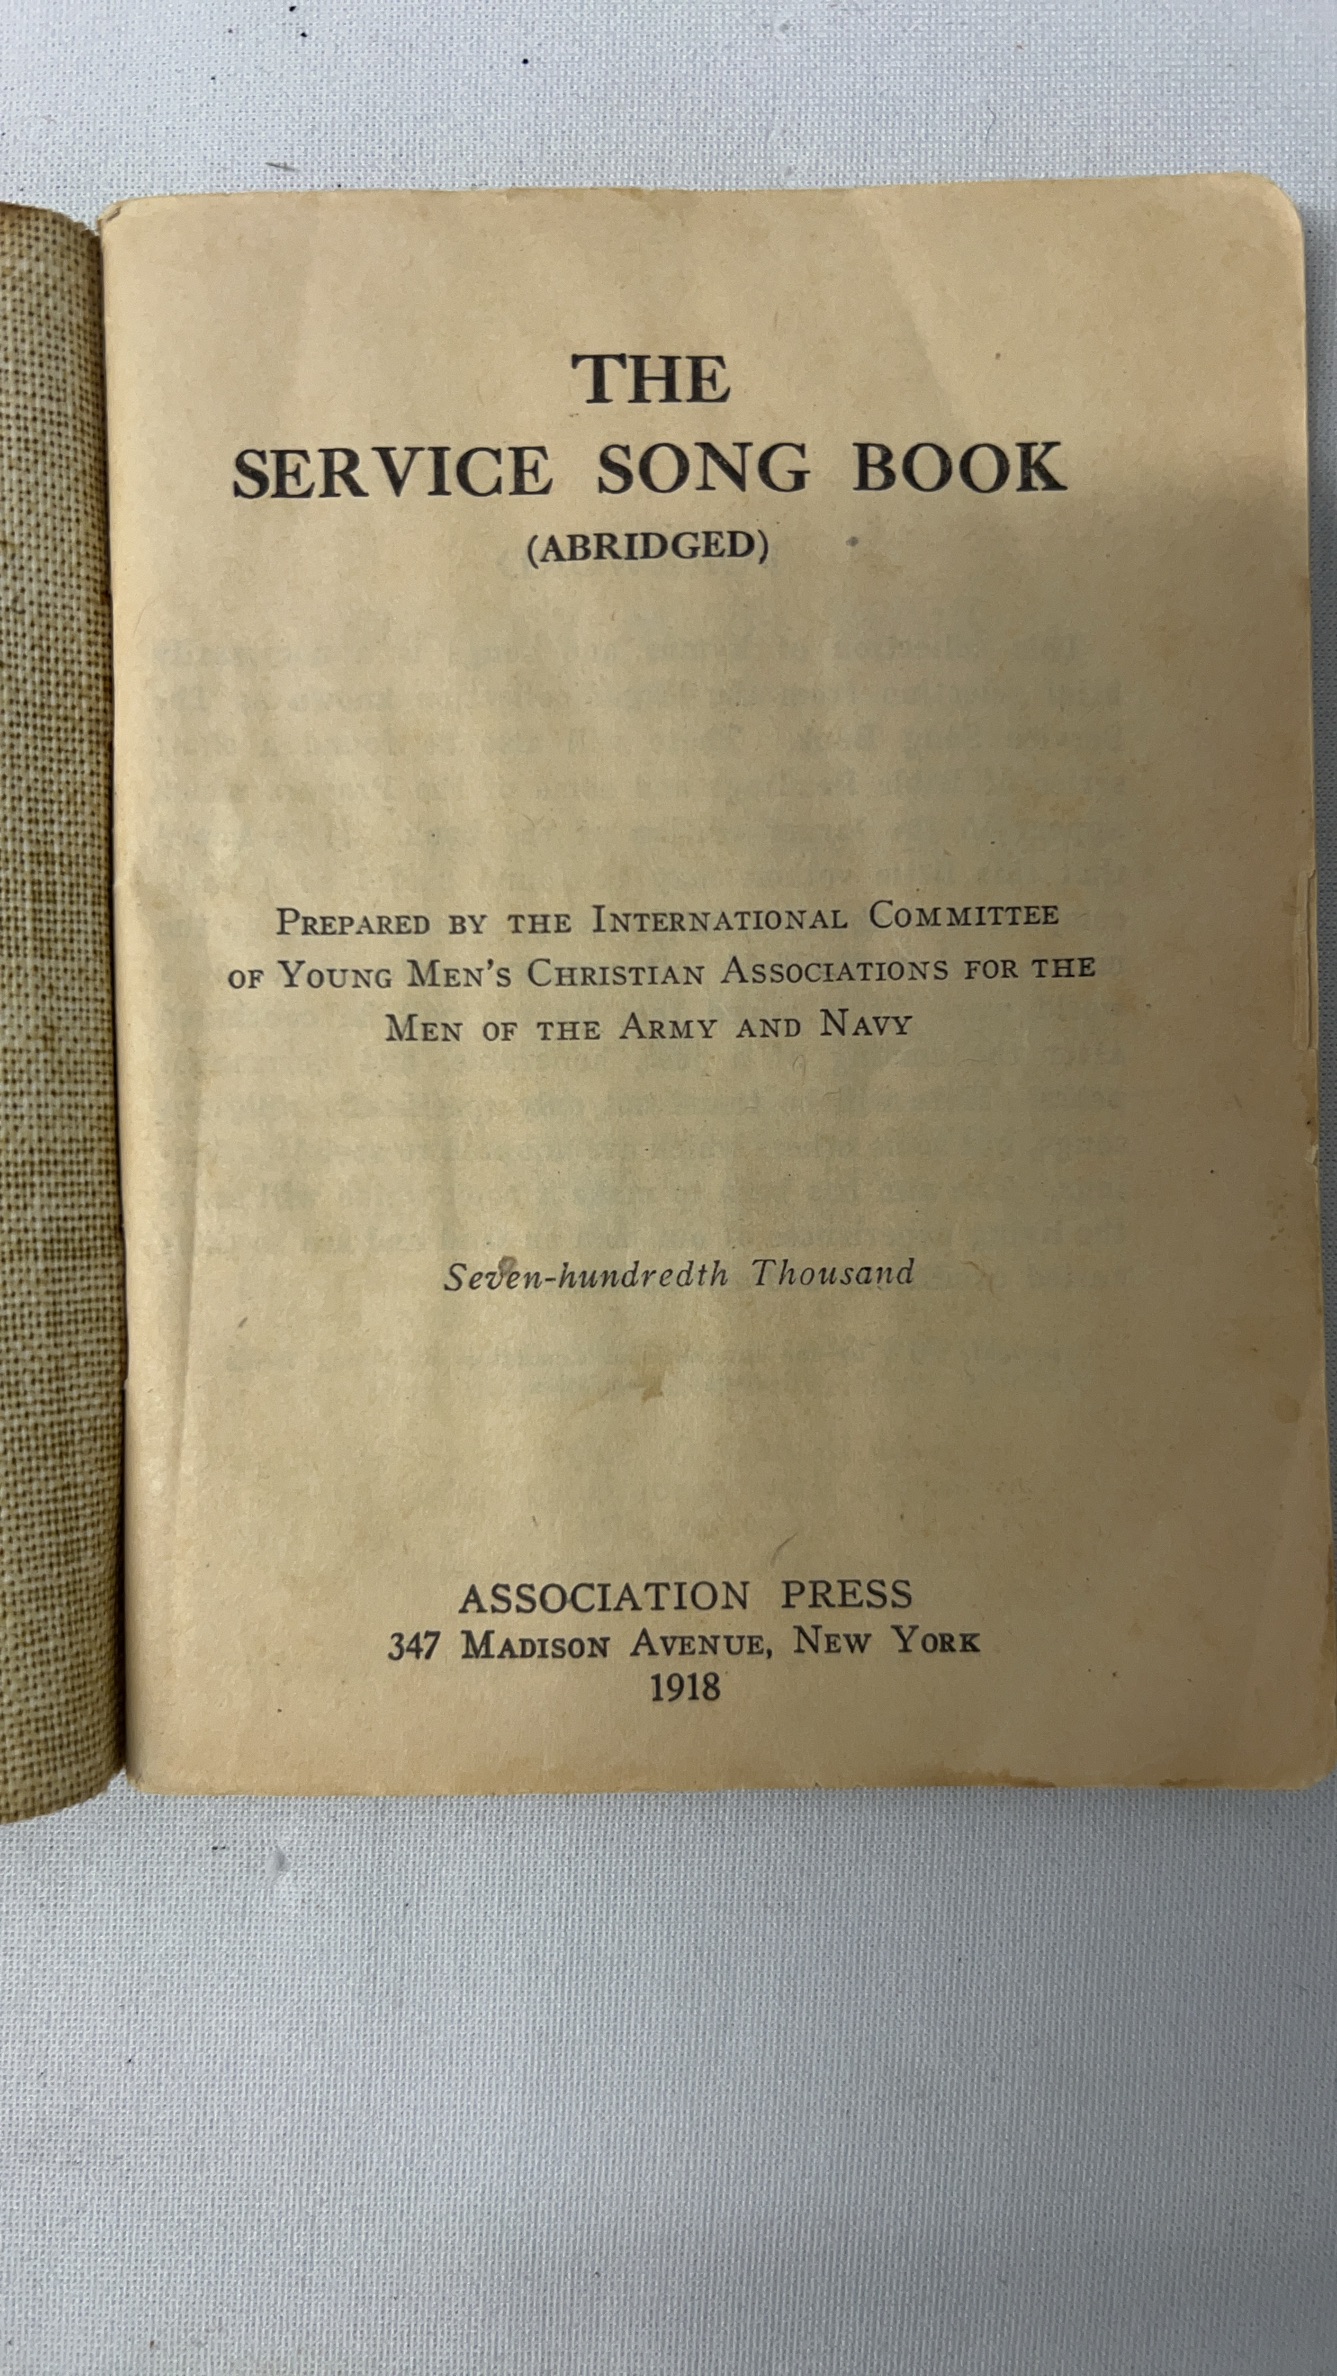 THE
SERVICE SONG BOOK
(ABRIDGED)
PREPARED BY THE INTERNATIONAL COMMITTEE
OF YOUNG MEN'S CHRISTIAN ASSOCIATIONS FOR THE
MEN OF THE ARMY AND NAVY
Seven-hundredth Thousand
ASSOCIATION PRESS
347 MADISON AVENUE, NEW YORK
1918